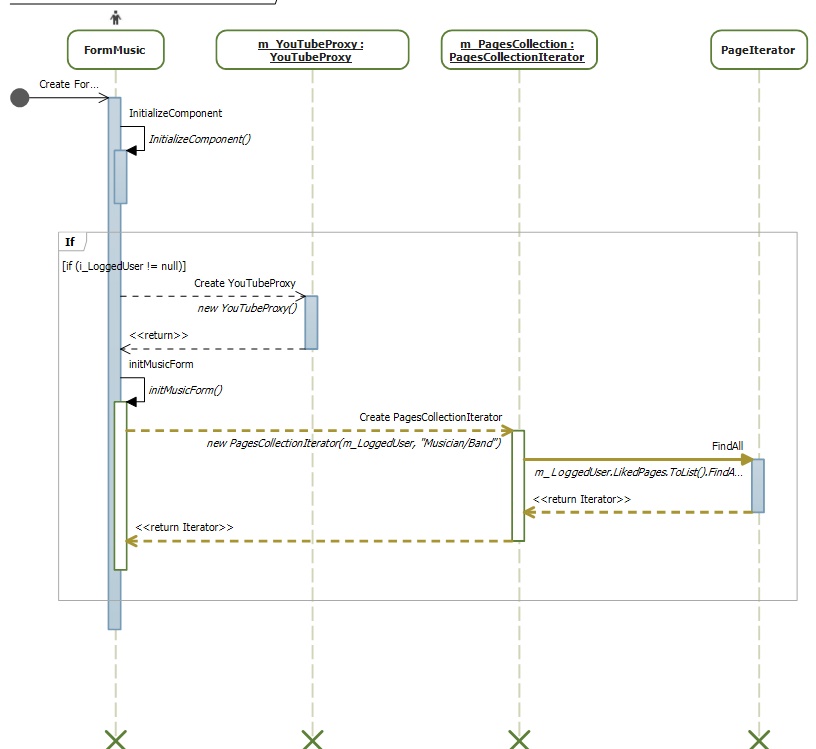 FormMusic
m_YouTubeProxy :
YouTubeProxy
m_PagesCollection :
PagesCollectionIterator
PageIterator
Create For...
InitializeComponent
InitializeComponent()
If
[if (i_LoggedUser != null)]
Create YouTubeProxy
new YouTubeProxy()
<<return>>
initMusicForm
initMusicForm()
Create PagesCollectionIterator
new PagesCollectionIterator(m_LoggedUser, "Musician/Band")
FindAll
m_LoggedUser.LikedPages.ToList().FindA...
<<return Iterator>>
<<return Iterator>>